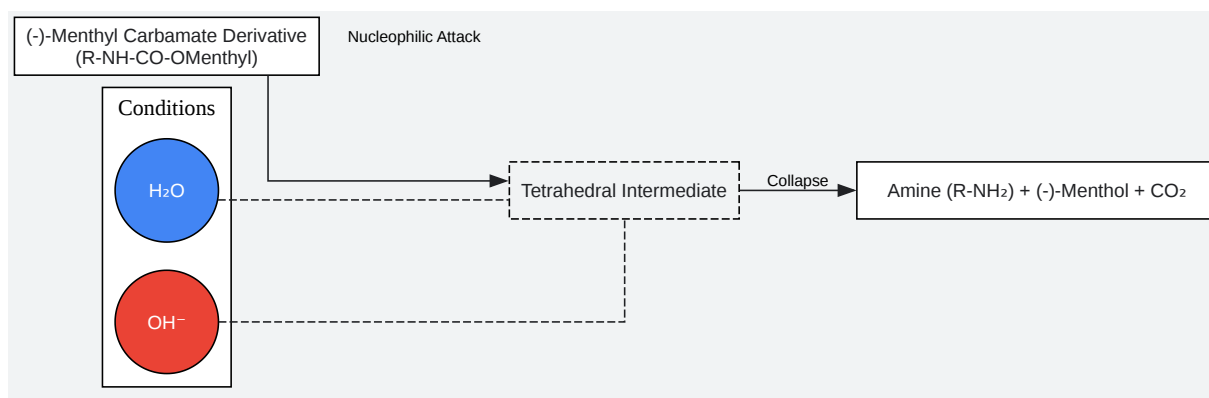 (-)-Menthyl Carbamate Derivative
(R-NH-CO-OMenthyl)
Nucleophilic Attack
Conditions
H₂O
OH⁻
Tetrahedral Intermediate
Collapse
Amine (R-NH₂) + (-)-Menthol + CO₂